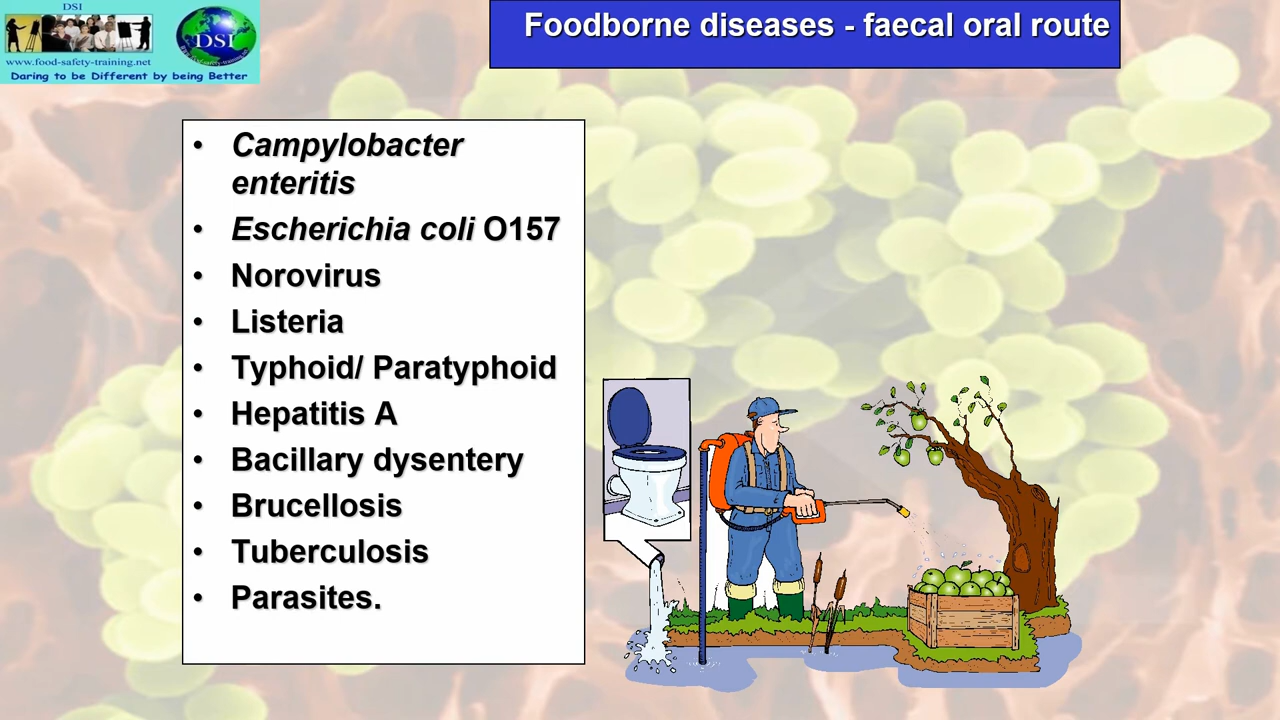 DSI
DSI
www.food-safety-training.net
Daring to be Different by being Better
Foodborne diseases - faecal oral route
• Campylobacter
enteritis
• Escherichia coli O157
• Norovirus
• Listeria
• Typhoid/ Paratyphoid
• Hepatitis A
• Bacillary dysentery
• Brucellosis
• Tuberculosis
• Parasites.